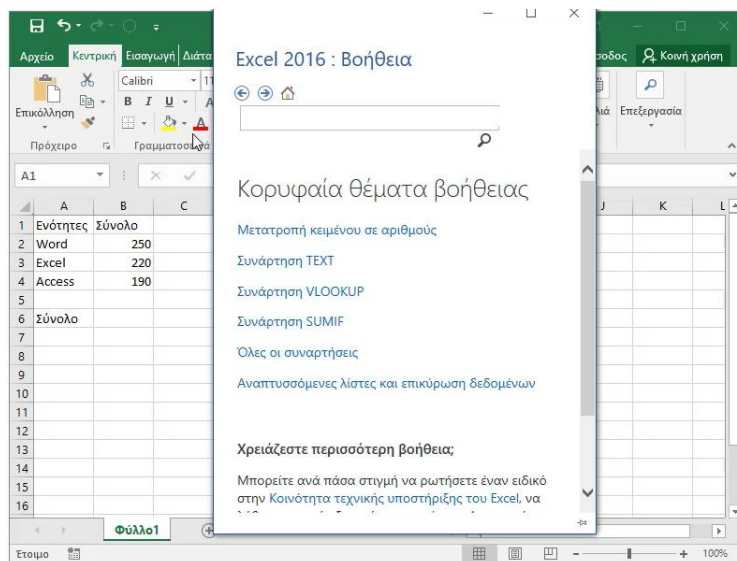 Αρχείο Κεντρική Εισαγωγή Διάτα
Κοινή χρήση
Calibri 11
B I U A
Επικόλληση
Επεξεργασία
Πρόχειρο
A1
A B C J K L
1 Ενότητες Σύνολο
2 Word 250
3 Excel 220
4 Access 190
5
6 Σύνολο
7
8
9
10
11
12
13
14
15
16
Φύλλο1
Έτοιμο
100%
Excel 2016 : Βοήθεια
Κορυφαία θέματα βοήθειας
Μετατροπή κειμένου σε αριθμούς
Συνάρτηση TEXT
Συνάρτηση VLOOKUP
Συνάρτηση SUMIF
Όλες οι συναρτήσεις
Αναπτυσσόμενες λίστες και επικύρωση δεδομένων
Χρειάζεστε περισσότερη βοήθεια;
Μπορείτε ανά πάσα στιγμή να ρωτήσετε έναν ειδικό
στην Κοινότητα τεχνικής υποστήριξης του Excel, να